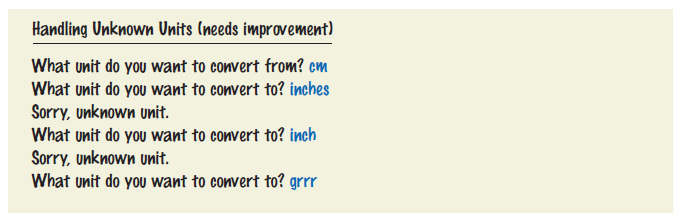 Handling Unknown Units (needs improvement)
What unit do you want to convert from? cm
What unit do you want to convert to? inches
Sorry, unknown unit.
What unit do you want to convert to? inch
Sorry, unknown unit.
What unit do you want to convert to? grrr